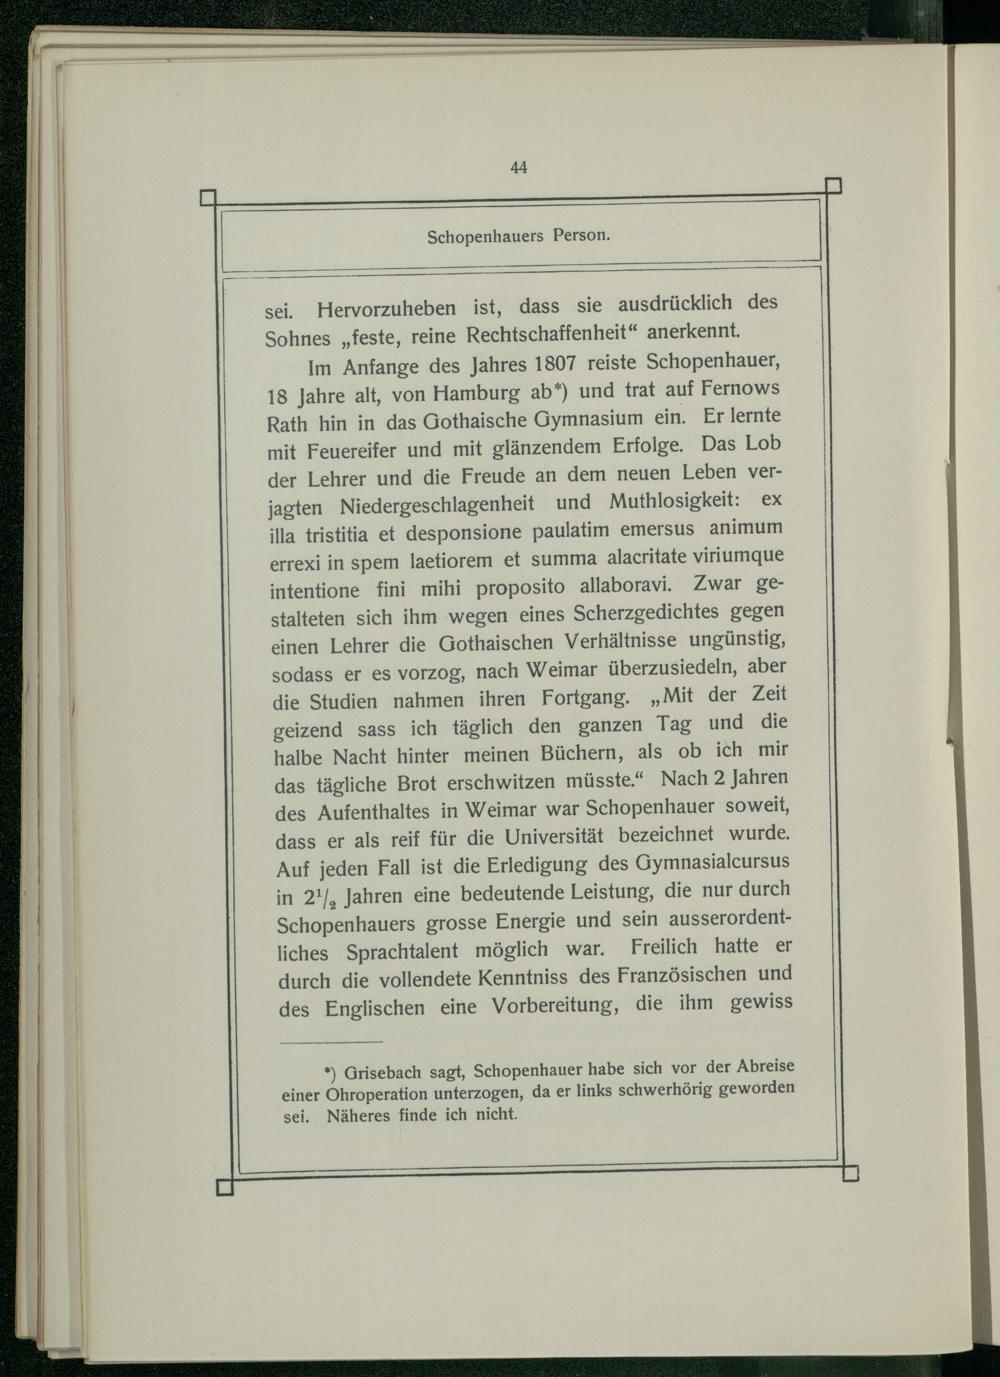 44
Schopenhauers Person.
sei. Hervorzuheben ist, dass sie ausdrücklich des
Sohnes „feste, reine Rechtschaffenheit“ anerkennt.
Im Anfange des Jahres 1807 reiste Schopenhauer,
18 Jahre alt, von Hamburg ab*) und trat auf Fernows
Rath hin in das Gothaische Gymnasium ein. Er lernte
mit Feuereifer und mit glänzendem Erfolge. Das Lob
der Lehrer und die Freude an dem neuen Leben ver-
jagten Niedergeschlagenheit und Muthlosigkeit: ex
illa tristitia et desponsione paulatim emersus animum
errexi in spem laetiorem et summa alacritate viriumque
intentione fini mihi proposito allaboravi. Zwar ge-
stalteten sich ihm wegen eines Scherzgedichtes gegen
einen Lehrer die Gothaischen Verhältnisse ungünstig,
sodass er es vorzog, nach Weimar überzusiedeln, aber
die Studien nahmen ihren Fortgang. „Mit der Zeit
geizend sass ich täglich den ganzen Tag und die
halbe Nacht hinter meinen Büchern, als ob ich mir
das tägliche Brot erschwitzen müsste.“ Nach 2 Jahren
des Aufenthaltes in Weimar war Schopenhauer soweit,
dass er als reif für die Universität bezeichnet wurde.
Auf jeden Fall ist die Erledigung des Gymnasialcursus
in 2¹/₂ Jahren eine bedeutende Leistung, die nur durch
Schopenhauers grosse Energie und sein ausserordent-
liches Sprachtalent möglich war. Freilich hatte er
durch die vollendete Kenntniss des Französischen und
des Englischen eine Vorbereitung, die ihm gewiss
*) Grisebach sagt, Schopenhauer habe sich vor der Abreise
einer Ohroperation unterzogen, da er links schwerhörig geworden
sei. Näheres finde ich nicht.